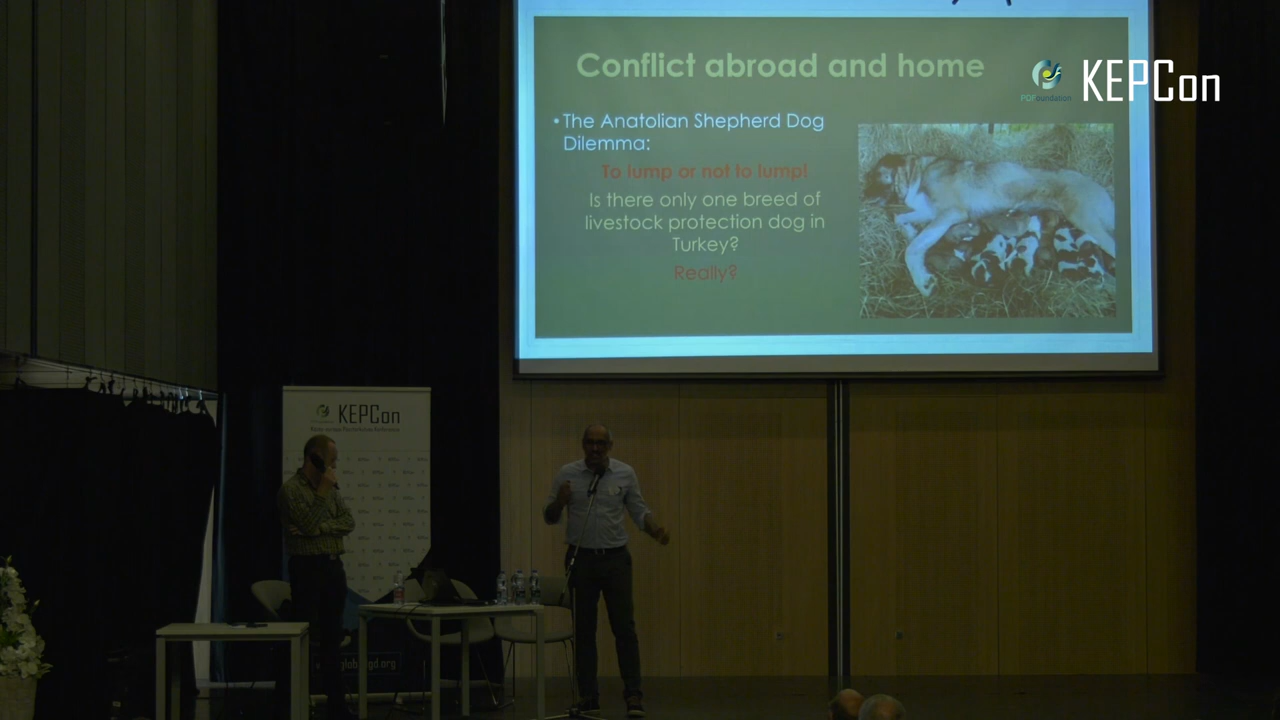 Conflict abroad and home
PDFoundation
KEPCon
• The Anatolian Shepherd Dog
Dilemma:
To lump or not to lump!
Is there only one breed of
livestock protection dog in
Turkey?
Really?
KEPCon